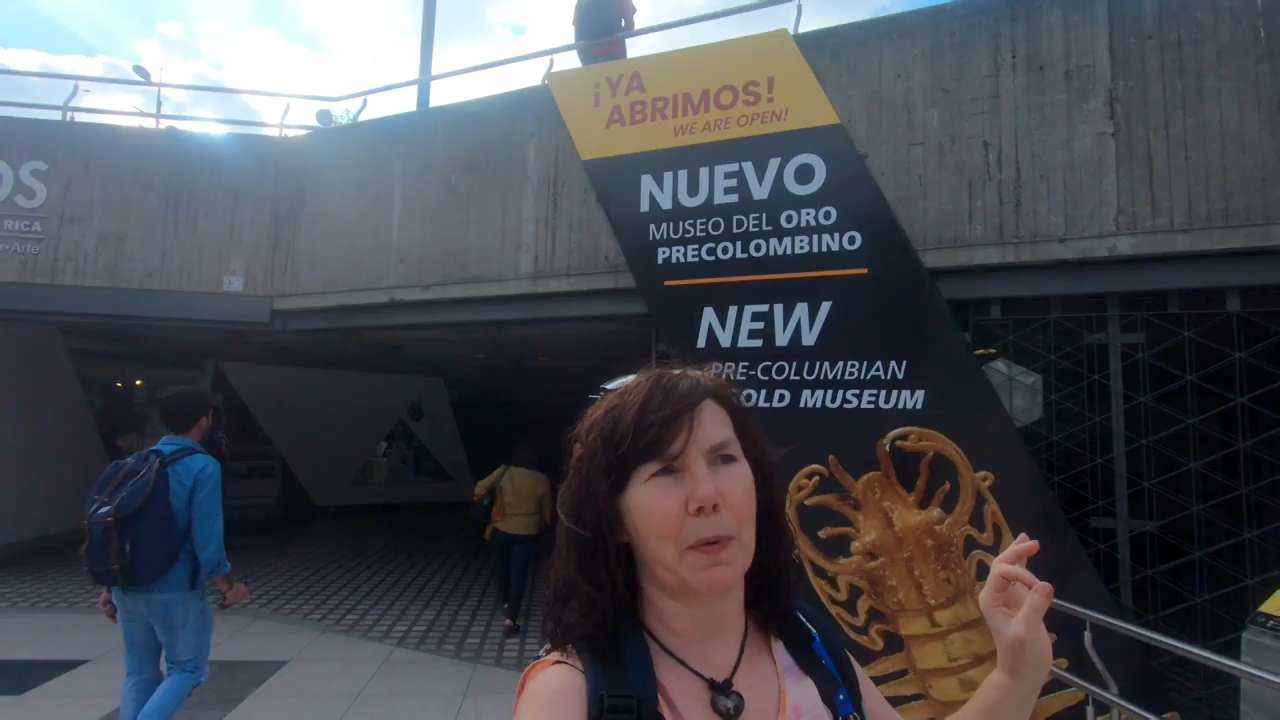 ¡YA
ABRIMOS!
WE ARE OPEN!
NUEVO
MUSEO DEL ORO
PRECOLOMBINO
NEW
PRE-COLUMBIAN
OLD MUSEUM
OS
RICA
Arte